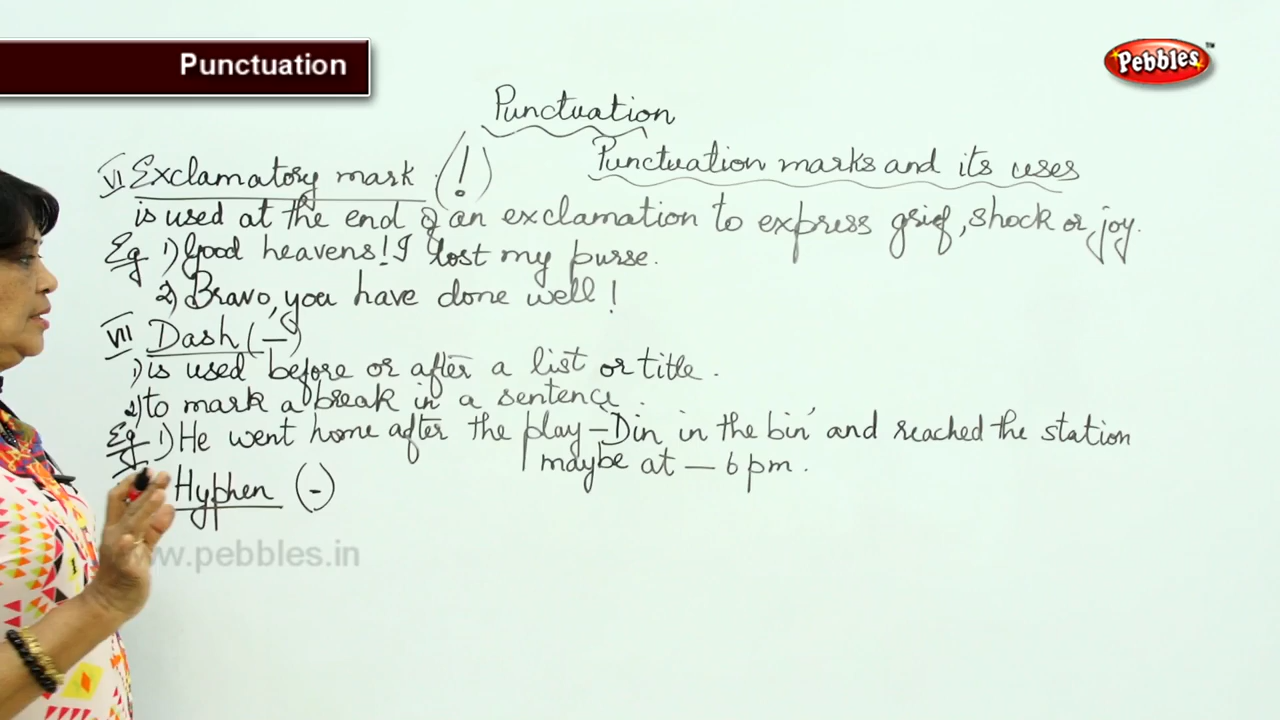 Punctuation
Pebbles™
Punctuation
VI Exclamatory mark (!)
Punctuation marks and its uses
is used at the end of an exclamation to express grief, shock or joy.
Eg 1) Good heavens! I lost my purse.
2) Bravo, you have done well!
VII Dash (—)
1) is used before or after a list or title.
2) to mark a break in a sentence.
Eg 1) He went home after the play – 'Din in the bin' and reached the station
maybe at — 6 pm.
Hyphen (-)
www.pebbles.in